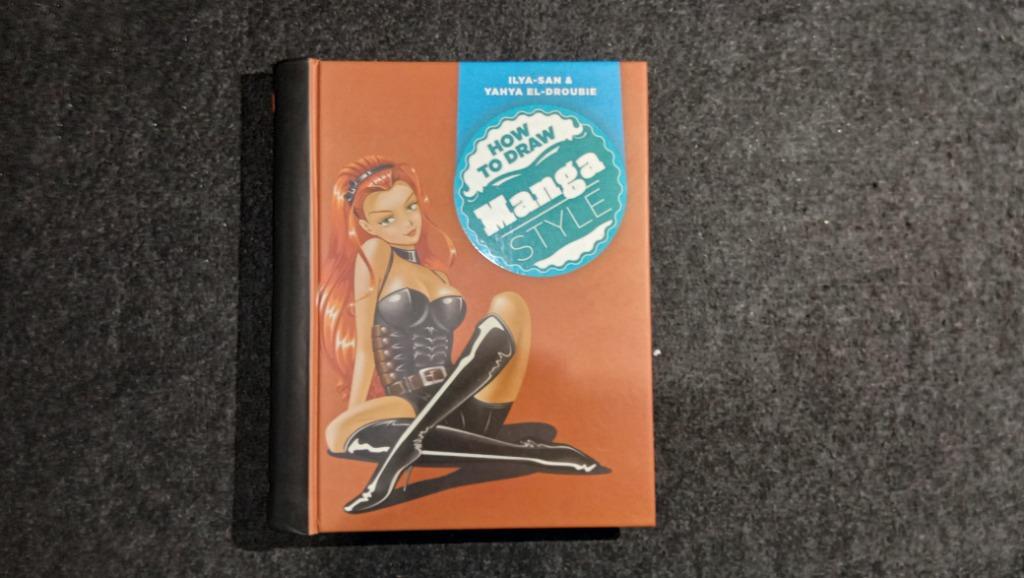 ILYA-SAN &
YAHYA EL-DROUBIE
HOW
TO DRAW
Manga
STYLE